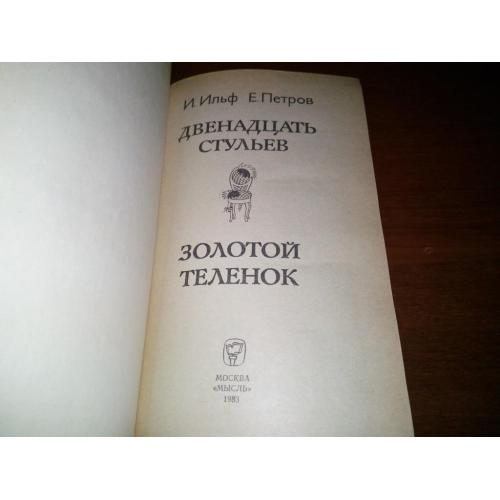 И. Ильф Е. Петров
ДВЕНАДЦАТЬ
СТУЛЬЕВ
ЗОЛОТОЙ
ТЕЛЕНОК
МОСКВА
«МЫСЛЬ»
1983